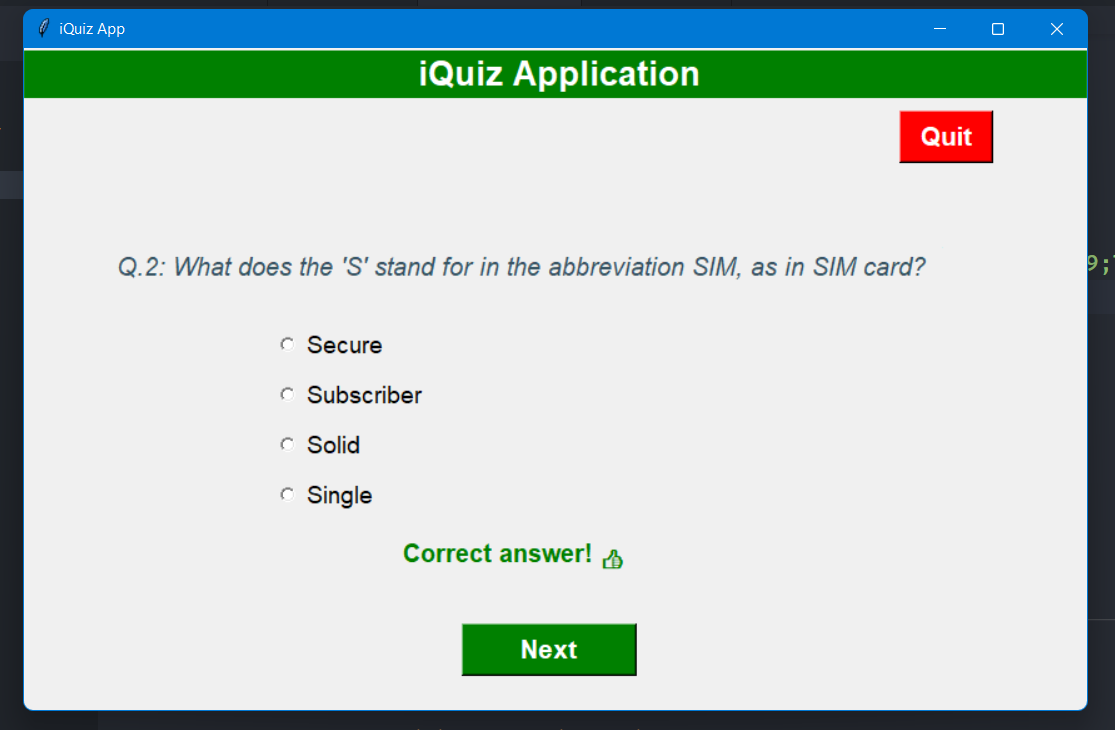 iQuiz App
iQuiz Application
Quit
Q.2: What does the 'S' stand for in the abbreviation SIM, as in SIM card?
9;
Secure
Subscriber
Solid
Single
Correct answer! 👍
Next